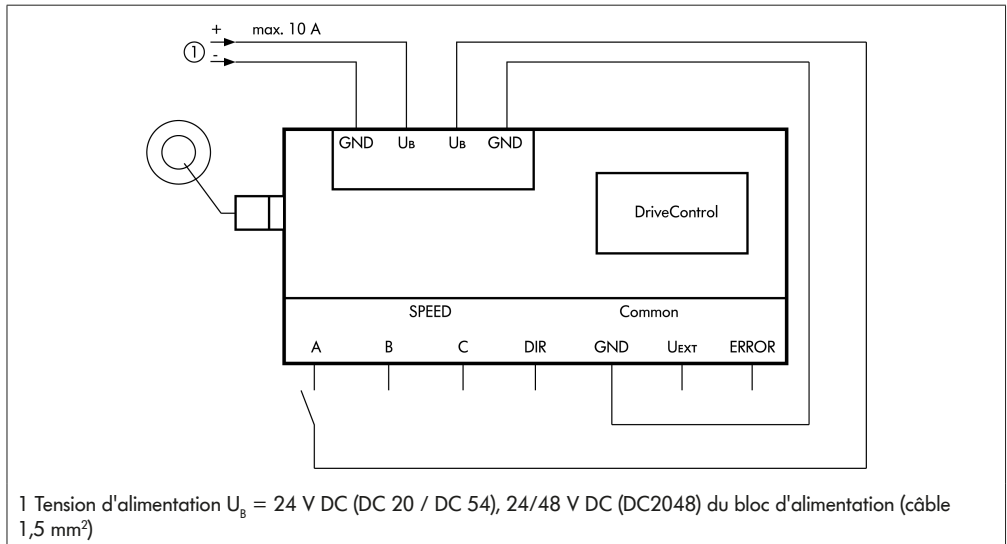 + max. 10 A
1 -
GND UB UB GND
DriveControl
SPEED Common
A B C DIR GND UEXT ERROR
1 Tension d'alimentation UB = 24 V DC (DC 20 / DC 54), 24/48 V DC (DC2048) du bloc d'alimentation (câble
1,5 mm²)